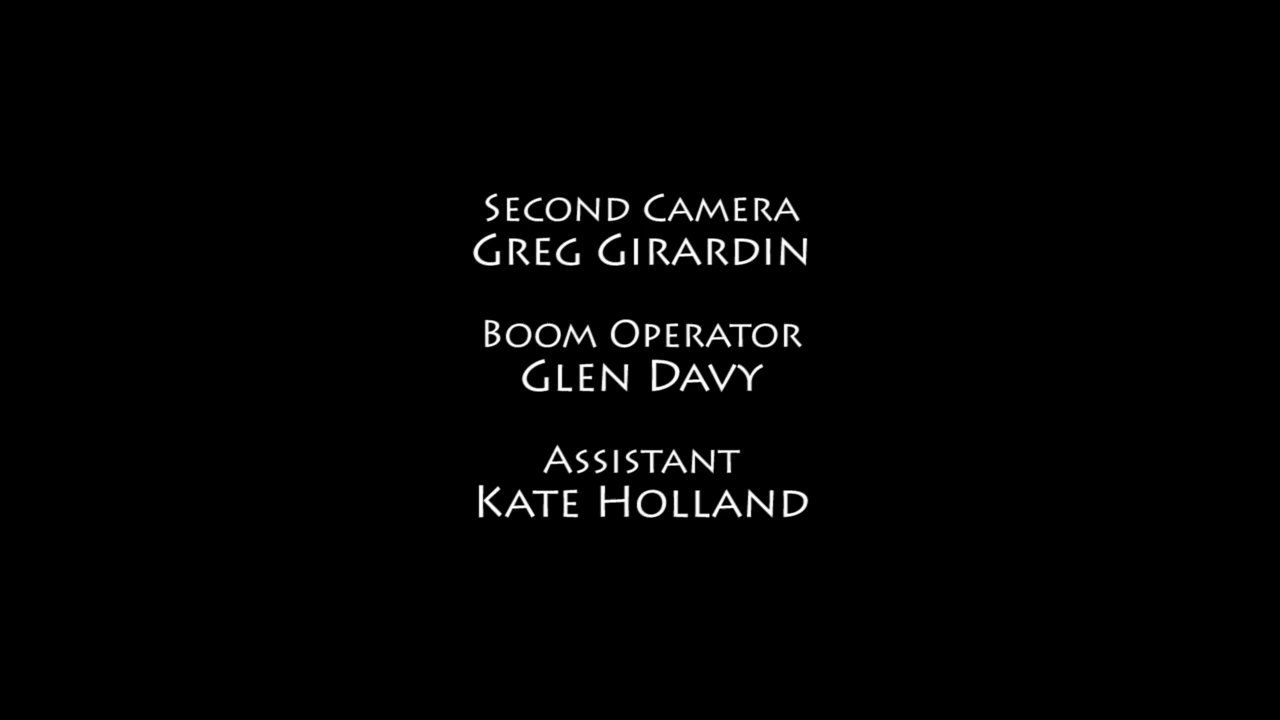 Second Camera
Greg Girardin
Boom Operator
Glen Davy
Assistant
Kate Holland